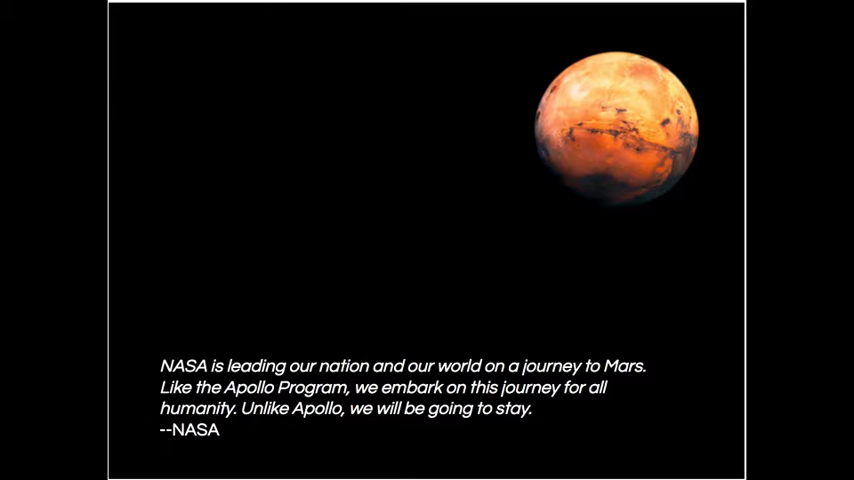 NASA is leading our nation and our world on a journey to Mars.
Like the Apollo Program, we embark on this journey for all
humanity. Unlike Apollo, we will be going to stay.
--NASA